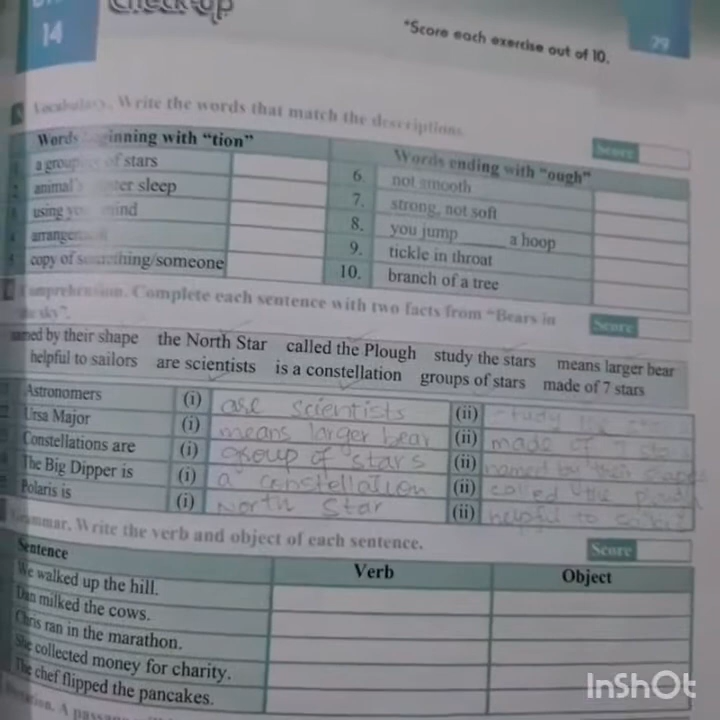 14
Check-up
*Score each exercise out of 10.
79
Vocabulary. Write the words that match the descriptions.
Score
Words beginning with "tion"
Words ending with "ough"
a group of stars
6. not smooth
animal's winter sleep
7. strong, not soft
using your mind
8. you jump a hoop
9. tickle in throat
copy of something/someone
10. branch of a tree
Comprehension. Complete each sentence with two facts from "Bears in
the sky".
Score
named by their shape the North Star called the Plough study the stars means larger bear
helpful to sailors are scientists is a constellation groups of stars made of 7 stars
Astronomers (i) are scientists (ii) study the
Ursa Major (i) means larger bear (ii) made of 7 stars
Constellations are (i) group of stars (ii) named by their shapes
The Big Dipper is (i) a constellation (ii) called the
Polaris is (i) North Star (ii) helpful to
Grammar. Write the verb and object of each sentence.
Score
Sentence Verb Object
We walked up the hill.
Dan milked the cows.
Chris ran in the marathon.
She collected money for charity.
The chef flipped the pancakes.
A passage
InShOt